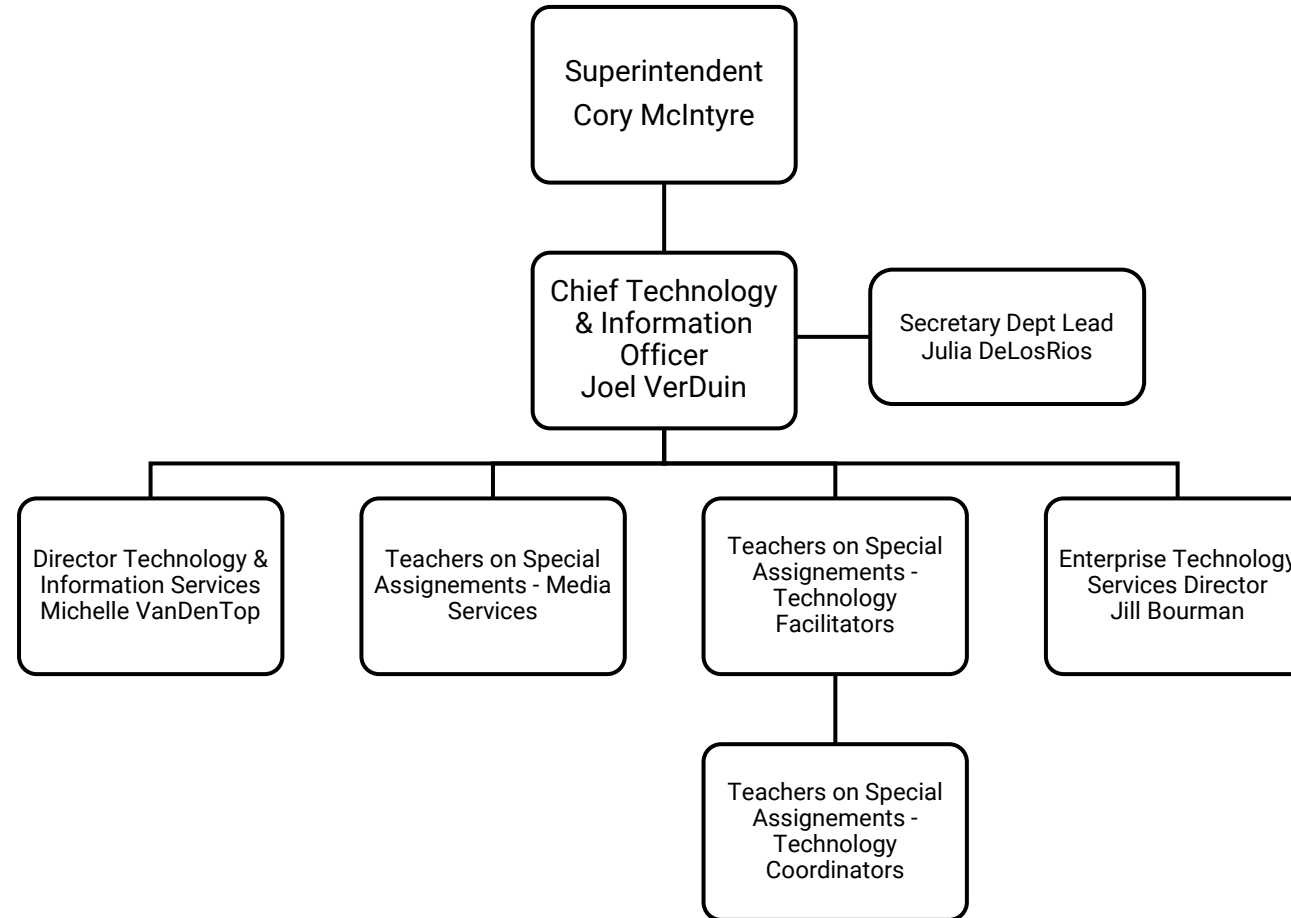 Superintendent
Cory McIntyre
Chief Technology
& Information
Officer
Joel VerDuin
Secretary Dept Lead
Julia DeLosRios
Director Technology &
Information Services
Michelle VanDenTop
Teachers on Special
Assignements - Media
Services
Teachers on Special
Assignements -
Technology
Facilitators
Enterprise Technology
Services Director
Jill Bourman
Teachers on Special
Assignements -
Technology
Coordinators